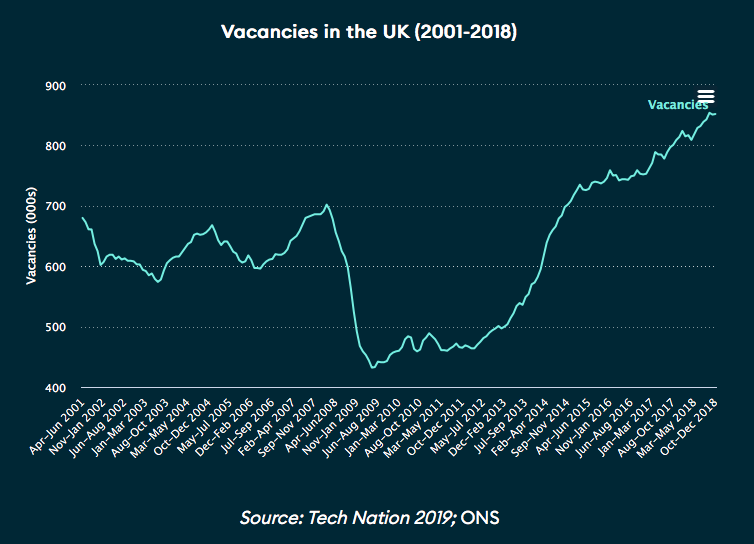 Vacancies in the UK (2001-2018)
900
Vacancies
800
700
600
500
400
Vacancies (000s)
Apr-Jun 2001
Nov-Jan 2002
Jun-Aug 2002
Jan-Mar 2003
Aug-Oct 2003
Mar-May 2004
Oct-Dec 2004
May-Jul 2005
Dec-Feb 2006
Jul-Sep 2006
Feb-Apr 2007
Sep-Nov 2007
Apr-Jun2008
Nov-Jan 2009
Jun-Aug 2009
Jan-Mar 2010
Aug-Oct 2010
Mar-May 2011
Oct-Dec 2011
May-Jul 2012
Dec-Feb 2013
Jul-Sep 2013
Feb-Apr 2014
Sep-Nov 2014
Apr-Jun 2015
Nov-Jan 2016
Jun-Aug 2016
Jan-Mar 2017
Aug-Oct 2017
Mar-May 2018
Oct-Dec 2018
Source: Tech Nation 2019; ONS